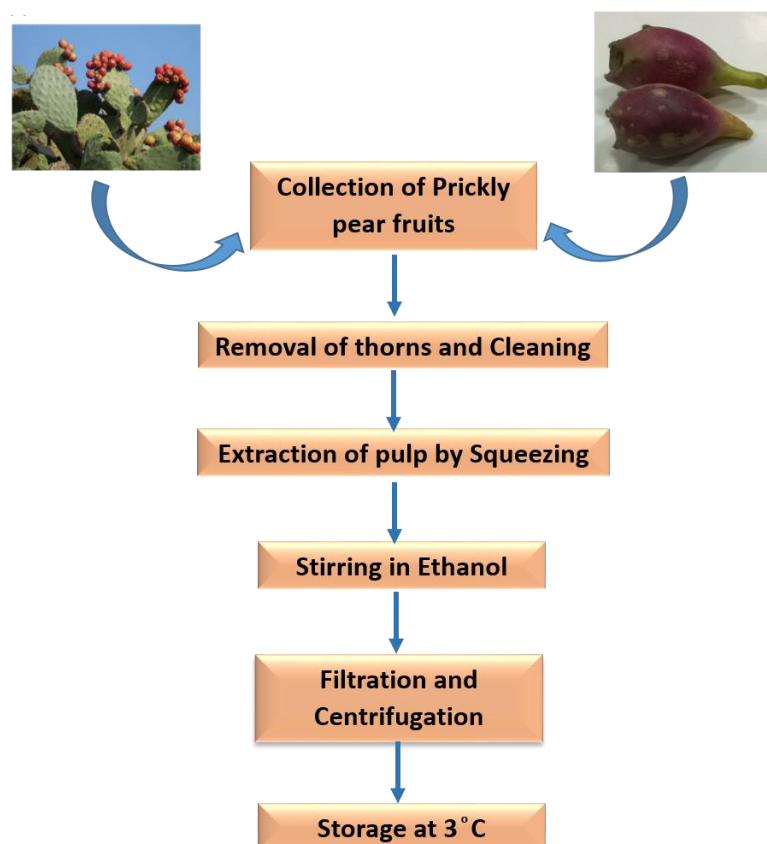 Collection of Prickly
pear fruits
Removal of thorns and Cleaning
Extraction of pulp by Squeezing
Stirring in Ethanol
Filtration and
Centrifugation
Storage at 3°C